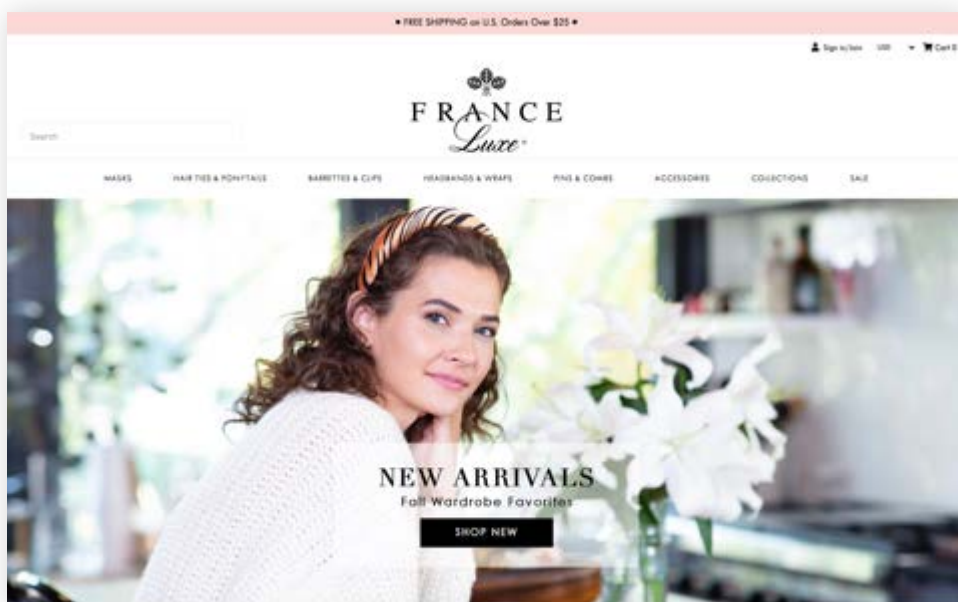 • FREE SHIPPING on U.S. Orders Over $25 •
Sign in/Join USD Cart 0
FRANCE
Luxe®
Search
MASKS HAIR TIES & PONYTAILS BARRETTES & CLIPS HEADBANDS & WRAPS PINS & COMBS ACCESSORIES COLLECTIONS SALE
NEW ARRIVALS
Fall Wardrobe Favorites
SHOP NEW